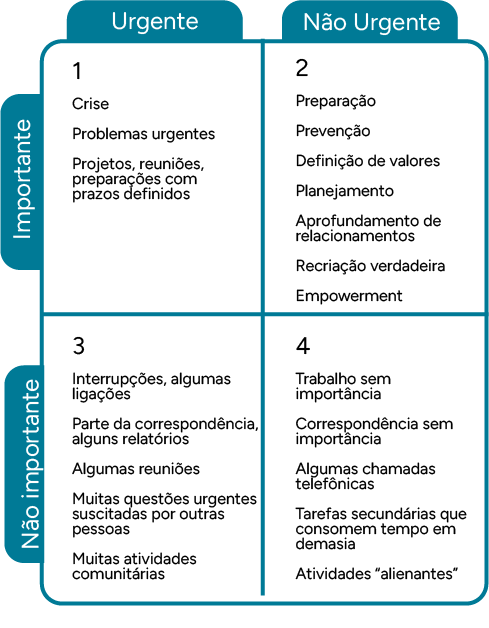 Urgente
Não Urgente
Importante
1
Crise
Problemas urgentes
Projetos, reuniões,
preparações com
prazos definidos
2
Preparação
Prevenção
Definição de valores
Planejamento
Aprofundamento de
relacionamentos
Recriação verdadeira
Empowerment
Não importante
3
Interrupções, algumas
ligações
Parte da correspondência,
alguns relatórios
Algumas reuniões
Muitas questões urgentes
suscitadas por outras
pessoas
Muitas atividades
comunitárias
4
Trabalho sem
importância
Correspondência sem
importância
Algumas chamadas
telefônicas
Tarefas secundárias que
consomem tempo em
demasia
Atividades “alienantes”